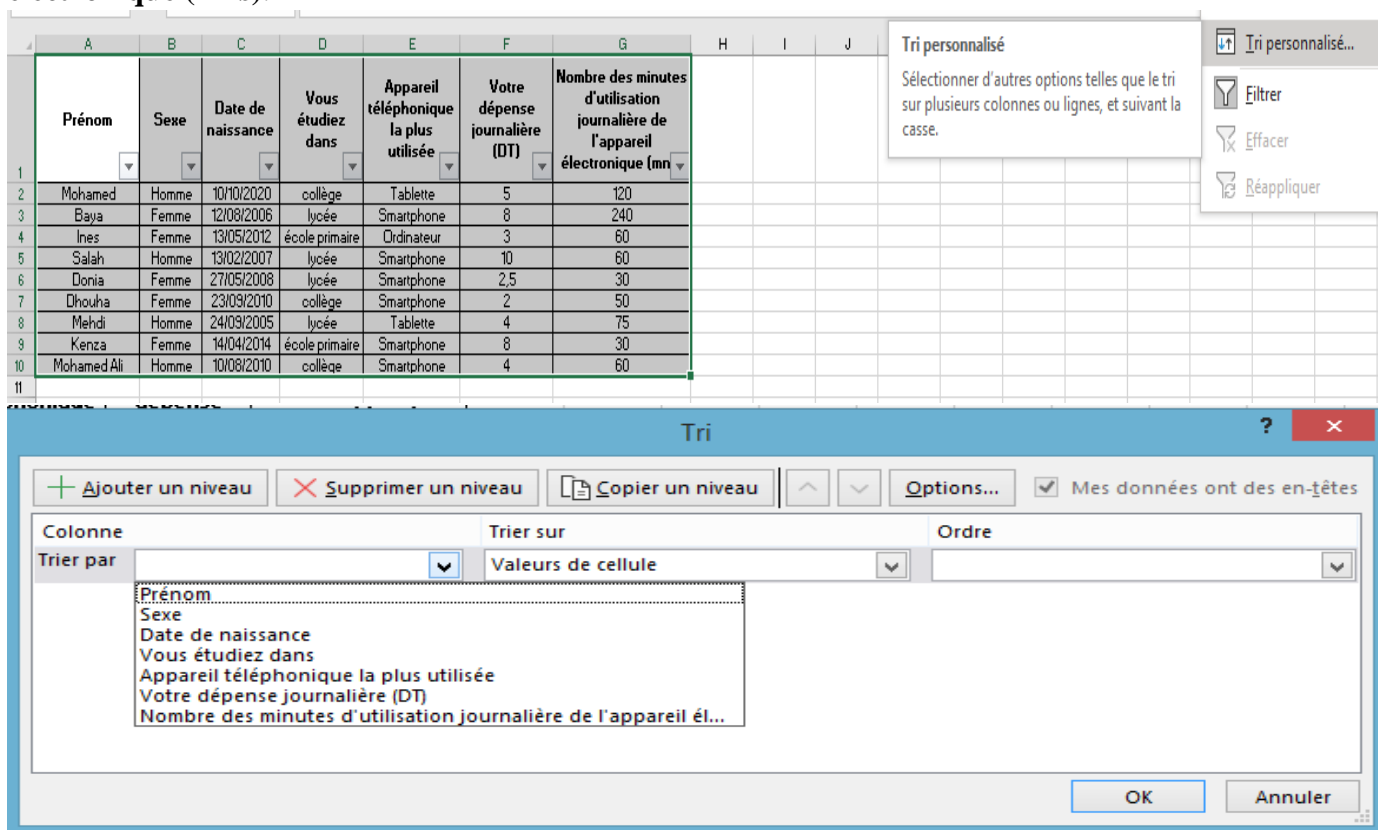 A B C D E F G H I J
1 Prénom Sexe Date de naissance Vous étudiez dans Appareil téléphonique la plus utilisée Votre dépense journalière (DT) Nombre des minutes d'utilisation journalière de l'appareil électronique (mn
2 Mohamed Homme 10/10/2020 collège Tablette 5 120
3 Baya Femme 12/08/2006 lycée Smartphone 8 240
4 Ines Femme 13/05/2012 école primaire Ordinateur 3 60
5 Salah Homme 13/02/2007 lycée Smartphone 10 60
6 Donia Femme 27/05/2008 lycée Smartphone 2,5 30
7 Dhouha Femme 23/09/2010 collège Smartphone 2 50
8 Mehdi Homme 24/09/2005 lycée Tablette 4 75
9 Kenza Femme 14/04/2014 école primaire Smartphone 8 30
10 Mohamed Ali Homme 10/08/2010 collège Smartphone 4 60
11
Tri personnalisé
Sélectionner d'autres options telles que le tri
sur plusieurs colonnes ou lignes, et suivant la
casse.
Tri personnalisé...
Filtrer
Effacer
Réappliquer
Tri ?
Ajouter un niveau Supprimer un niveau Copier un niveau Options... Mes données ont des en-têtes
Colonne Trier sur Ordre
Trier par Valeurs de cellule
Prénom
Sexe
Date de naissance
Vous étudiez dans
Appareil téléphonique la plus utilisée
Votre dépense journalière (DT)
Nombre des minutes d'utilisation journalière de l'appareil él...
OK Annuler